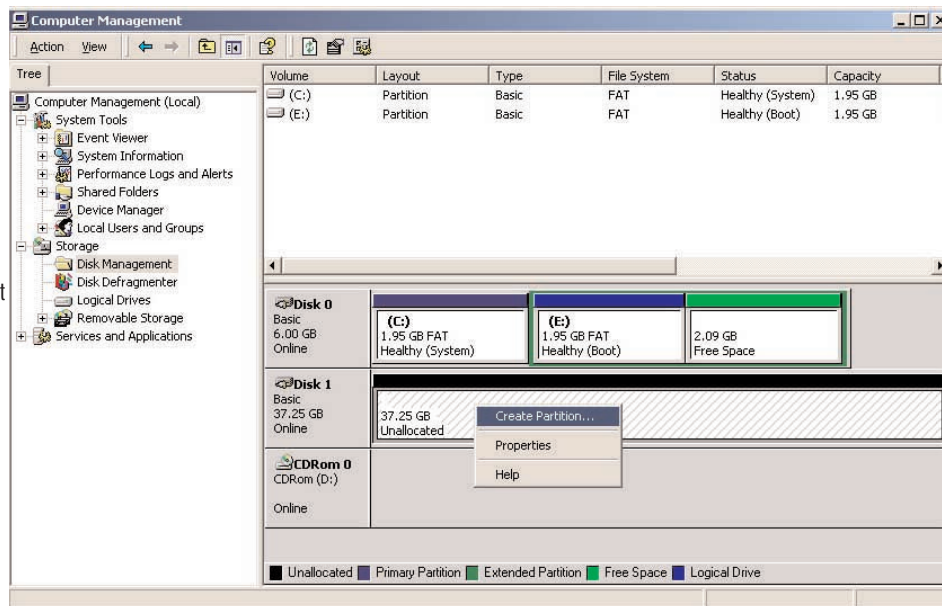 Computer Management
Action View
Tree
Volume Layout Type File System Status Capacity
(C:) Partition Basic FAT Healthy (System) 1.95 GB
(E:) Partition Basic FAT Healthy (Boot) 1.95 GB
Computer Management (Local)
System Tools
Event Viewer
System Information
Performance Logs and Alerts
Shared Folders
Device Manager
Local Users and Groups
Storage
Disk Management
Disk Defragmenter
Logical Drives
Removable Storage
Services and Applications
t
Disk 0
Basic
6.00 GB
Online
(C:)
1.95 GB FAT
Healthy (System)
(E:)
1.95 GB FAT
Healthy (Boot)
2.09 GB
Free Space
Disk 1
Basic
37.25 GB
Online
37.25 GB
Unallocated
Create Partition...
Properties
Help
CDRom 0
CDRom (D:)
Online
Unallocated Primary Partition Extended Partition Free Space Logical Drive